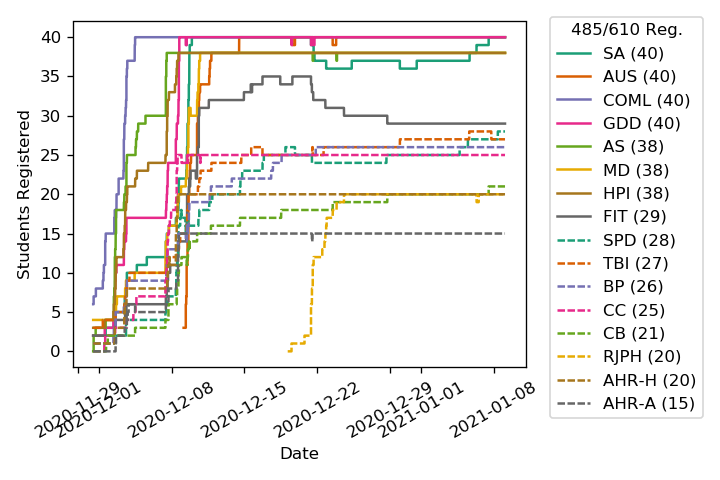 485/610 Reg.
SA (40)
AUS (40)
COML (40)
GDD (40)
AS (38)
MD (38)
HPI (38)
FIT (29)
SPD (28)
TBI (27)
BP (26)
CC (25)
CB (21)
RJPH (20)
AHR-H (20)
AHR-A (15)
Students Registered
40
35
30
25
20
15
10
5
0
2020-11-29
2020-12-01
2020-12-08
2020-12-15
2020-12-22
2020-12-29
2021-01-01
2021-01-08
Date